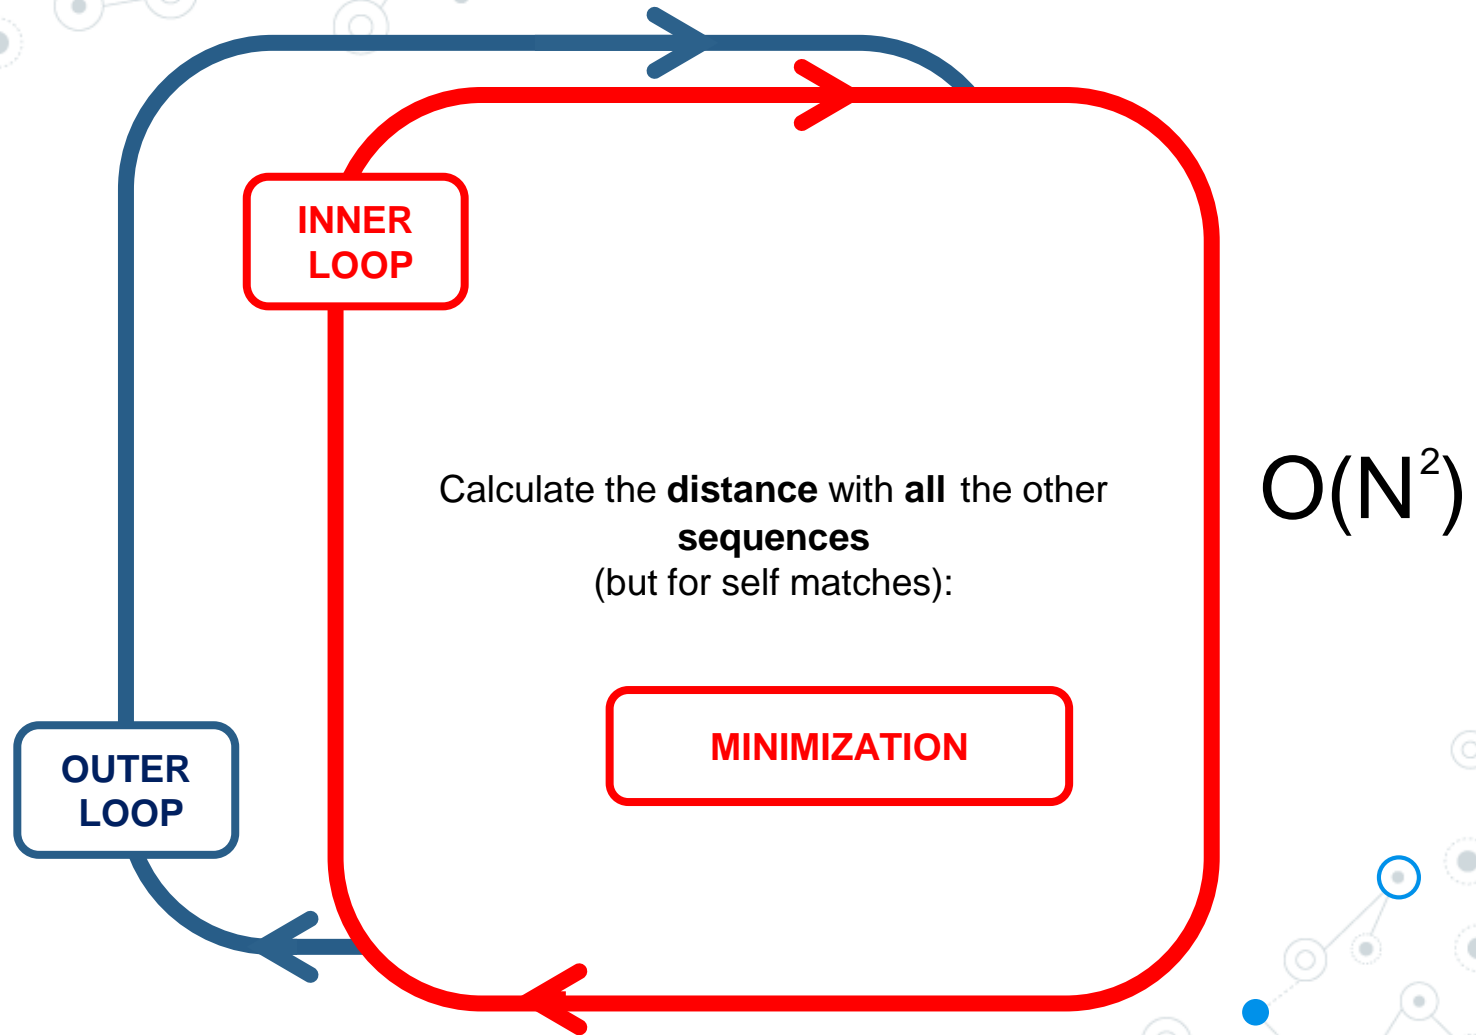 INNER
LOOP
Calculate the distance with all the other
sequences
(but for self matches):
O(N²)
MINIMIZATION
OUTER
LOOP